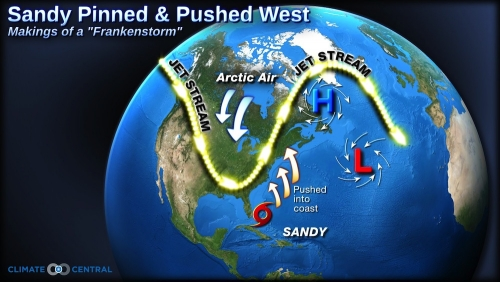 Sandy Pinned & Pushed West
Makings of a "Frankenstorm"
JET STREAM
Arctic Air
JET STREAM
H
L
Pushed
into
coast
SANDY
CLIMATE CENTRAL